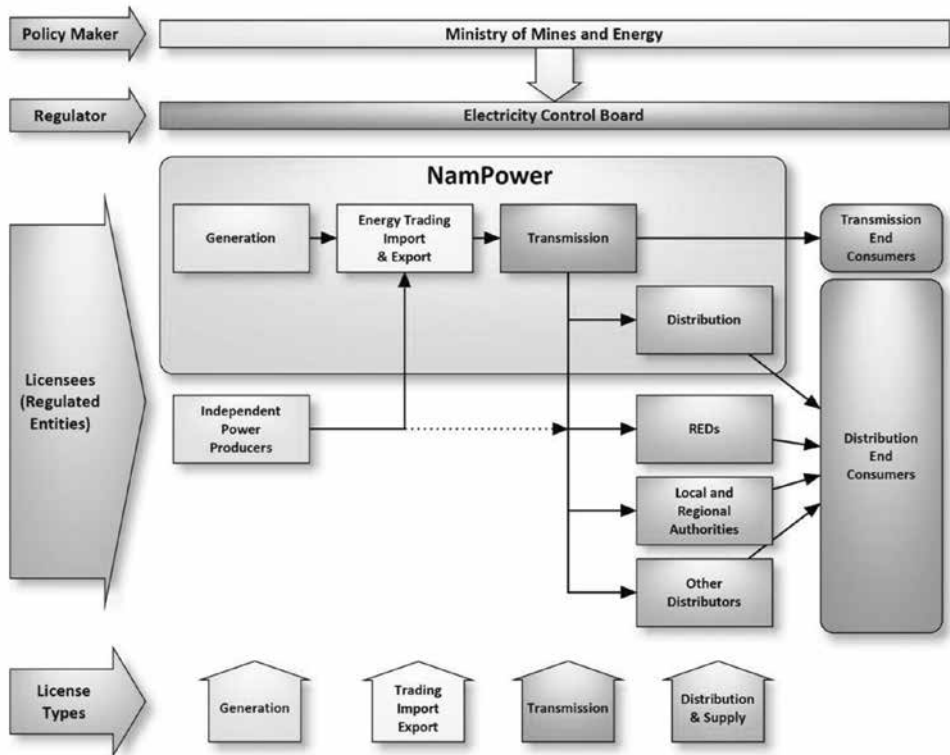 Policy Maker
Ministry of Mines and Energy
Regulator
Electricity Control Board
NamPower
Generation
Energy Trading
Import
& Export
Transmission
Transmission
End
Consumers
Distribution
Licensees
(Regulated
Entities)
Independent
Power
Producers
REDs
Distribution
End
Consumers
Local and
Regional
Authorities
Other
Distributors
License
Types
Generation
Trading
Import
Export
Transmission
Distribution
& Supply